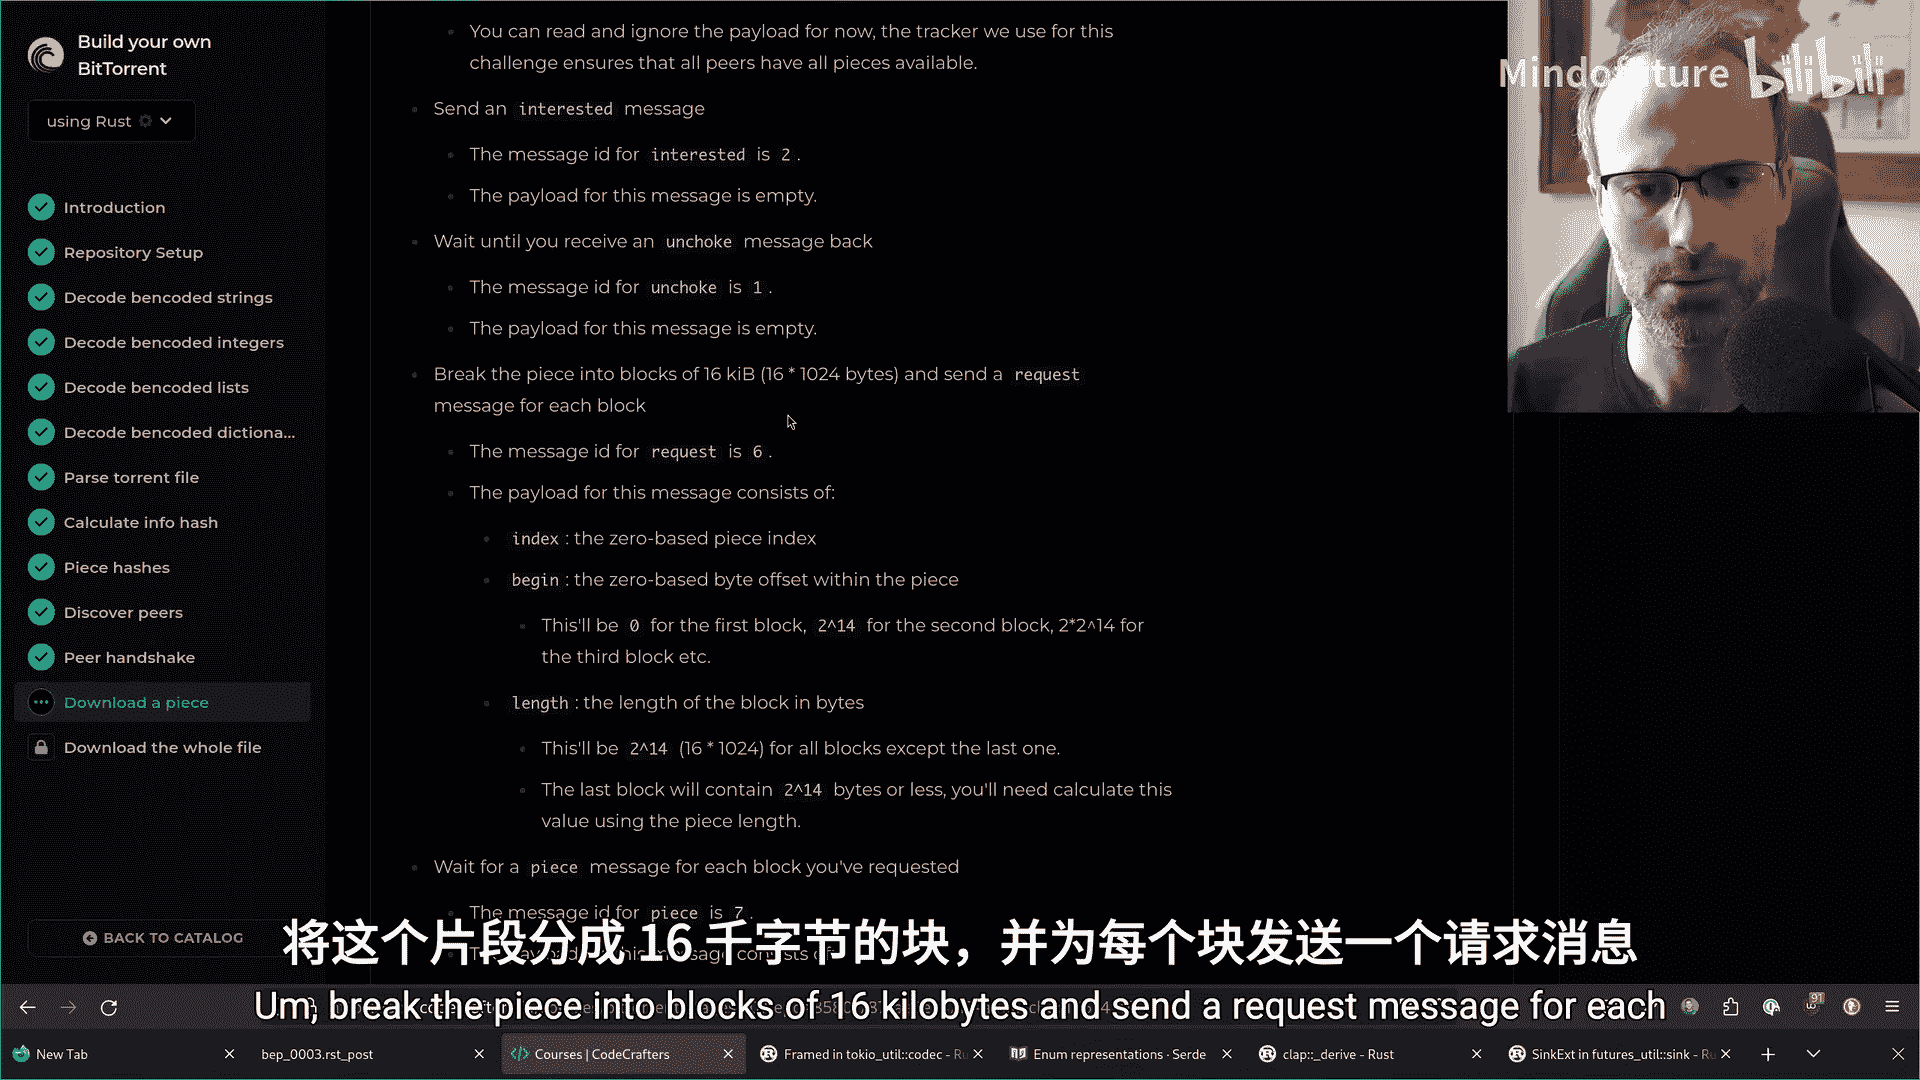 Build your own
BitTorrent
using Rust
Introduction
Repository Setup
Decode bencoded strings
Decode bencoded integers
Decode bencoded lists
Decode bencoded dictiona...
Parse torrent file
Calculate info hash
Piece hashes
Discover peers
Peer handshake
Download a piece
Download the whole file
BACK TO CATALOG
You can read and ignore the payload for now, the tracker we use for this
challenge ensures that all peers have all pieces available.
Send an interested message
The message id for interested is 2.
The payload for this message is empty.
Wait until you receive an unchoke message back
The message id for unchoke is 1.
The payload for this message is empty.
Break the piece into blocks of 16 kiB (16 * 1024 bytes) and send a request
message for each block
The message id for request is 6.
The payload for this message consists of:
index: the zero-based piece index
begin: the zero-based byte offset within the piece
This'll be 0 for the first block, 2^14 for the second block, 2*2^14 for
the third block etc.
length: the length of the block in bytes
This'll be 2^14 (16 * 1024) for all blocks except the last one.
The last block will contain 2^14 bytes or less, you'll need calculate this
value using the piece length.
Wait for a piece message for each block you've requested
The message id for piece is 7.
Mindofuture bilibili
将这个片段分成 16 千字节的块，并为每个块发送一个请求消息
Um, break the piece into blocks of 16 kilobytes and send a request message for each
91
New Tab
bep_0003.rst_post
Courses | CodeCrafters
Framed in tokio_util::codec - Ru
Enum representations · Serde
clap::_derive - Rust
SinkExt in futures_util::sink - Ru